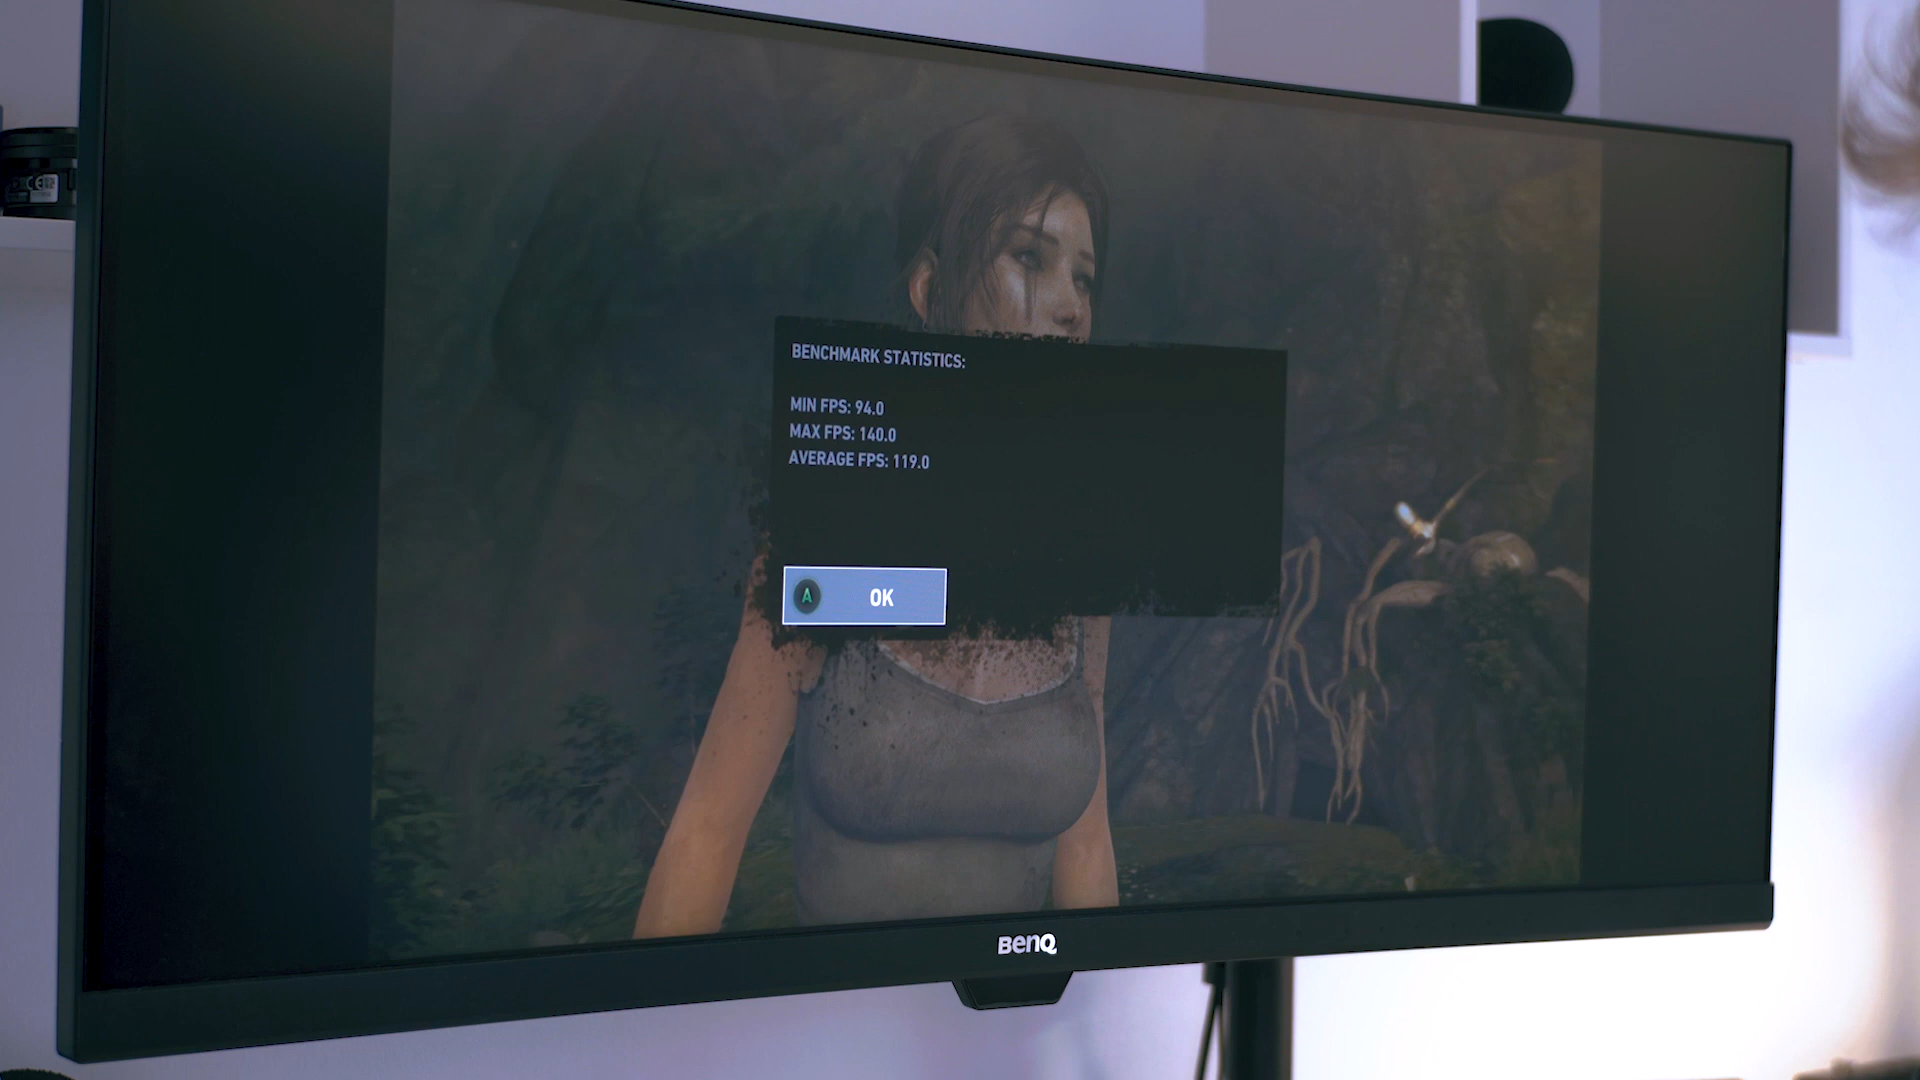 BENCHMARK STATISTICS:
MIN FPS: 94.0
MAX FPS: 140.0
AVERAGE FPS: 119.0
A OK
BenQ